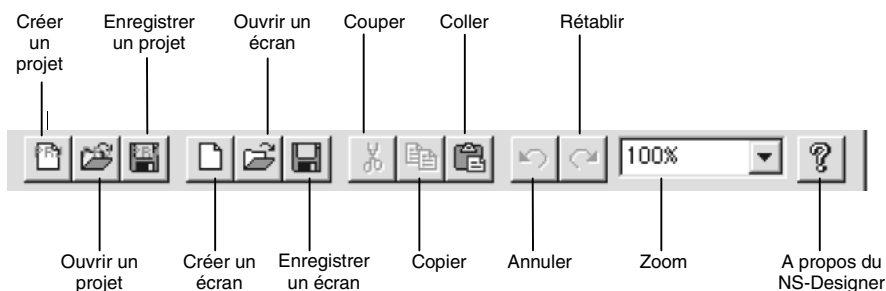 Créer
un
projet
Enregistrer
un projet
Ouvrir un
écran
Couper
Coller
Rétablir
100%
Ouvrir un
projet
Créer un
écran
Enregistrer
un écran
Copier
Annuler
Zoom
A propos du
NS-Designer